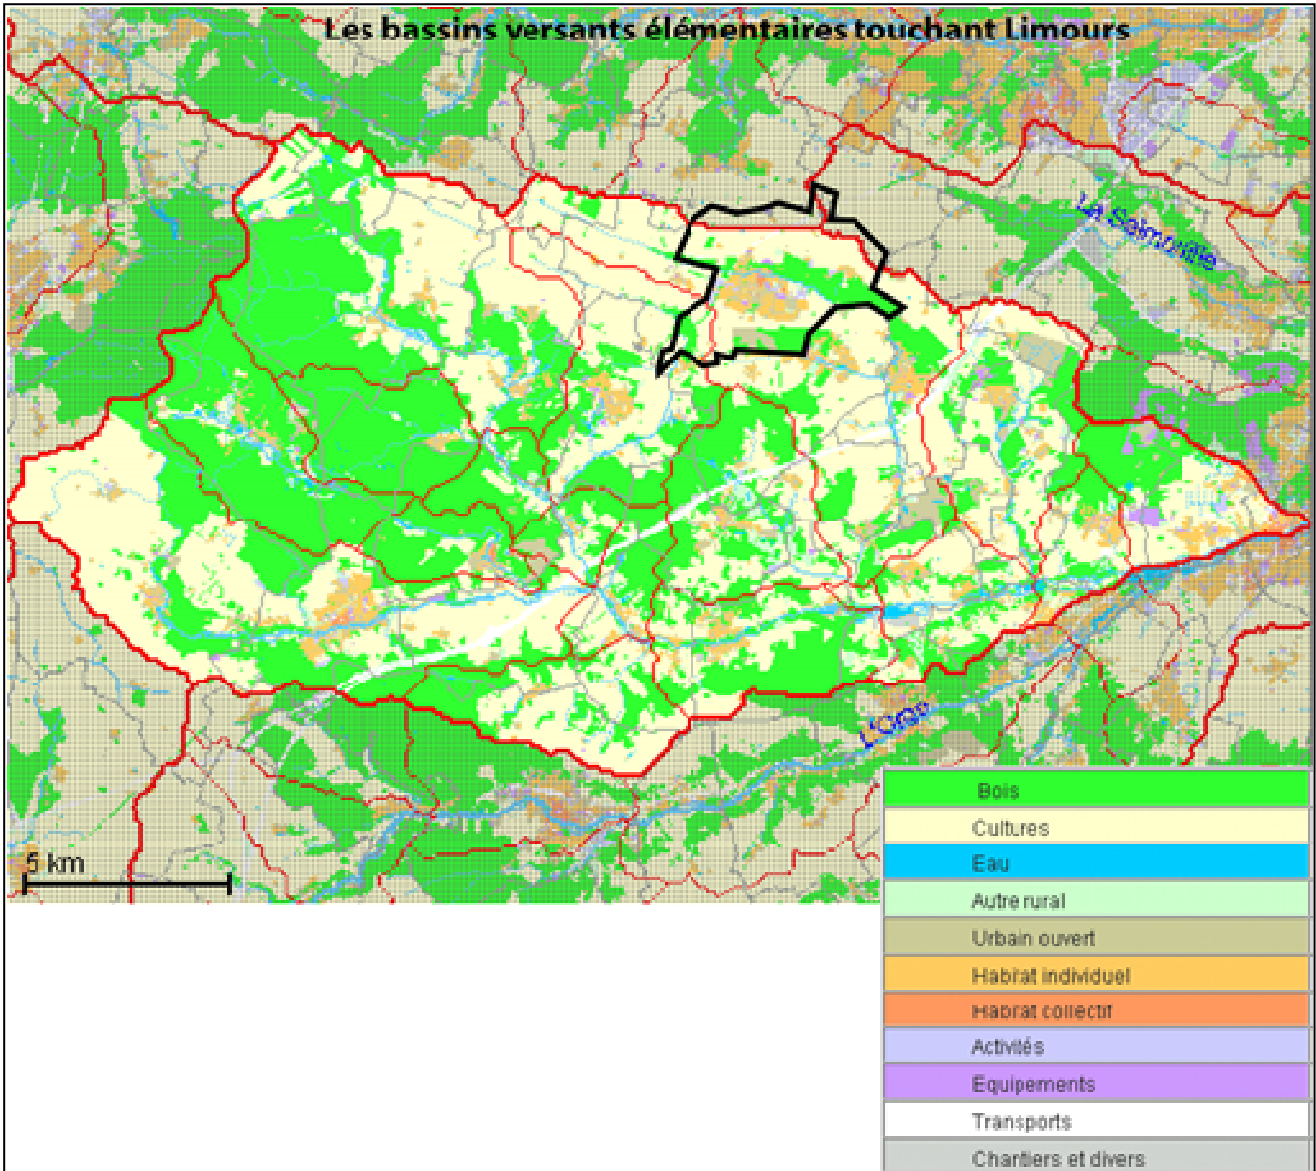 Les bassins versants élémentaires touchant Limours
La Salmouille
L'Orge
5 km
Bois
Cultures
Eau
Autre rural
Urbain ouvert
Habitat individuel
Habitat collectif
Activités
Equipements
Transports
Chantiers et divers